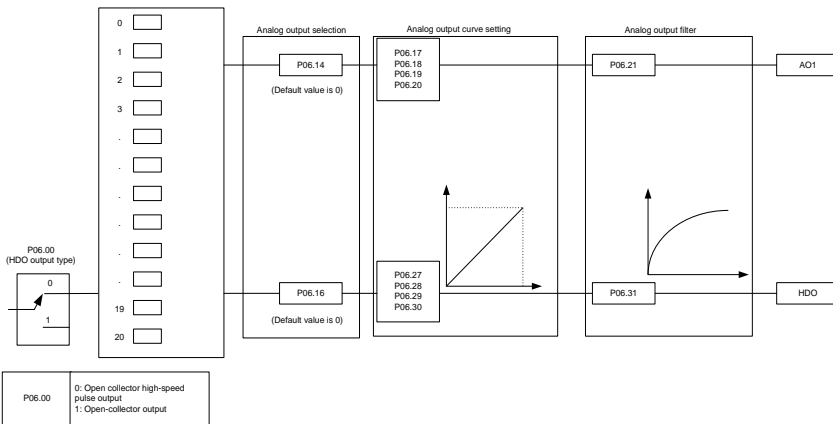 Analog output selection
Analog output curve setting
Analog output filter
0
1
2
3
.
.
.
.
.
.
19
20
P06.14
(Default value is 0)
P06.17
P06.18
P06.19
P06.20
P06.21
AO1
P06.00
(HDO output type)
0
1
P06.16
(Default value is 0)
P06.27
P06.28
P06.29
P06.30
P06.31
HDO
P06.00
0: Open collector high-speed
pulse output
1: Open-collector output